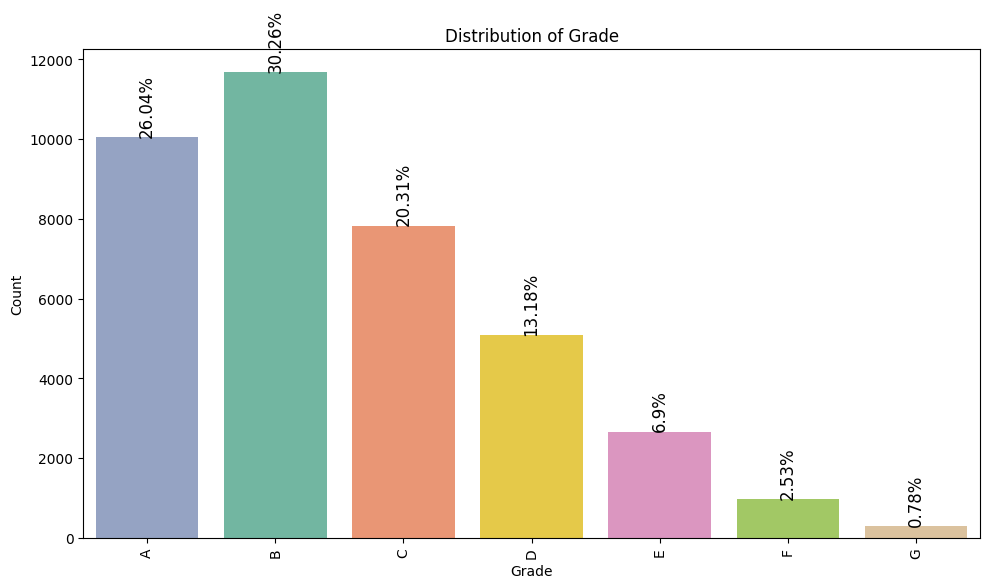 Distribution of Grade
Count
12000
10000
8000
6000
4000
2000
0
26.04%
30.26%
20.31%
13.18%
6.9%
2.53%
0.78%
A
B
C
D
E
F
G
Grade